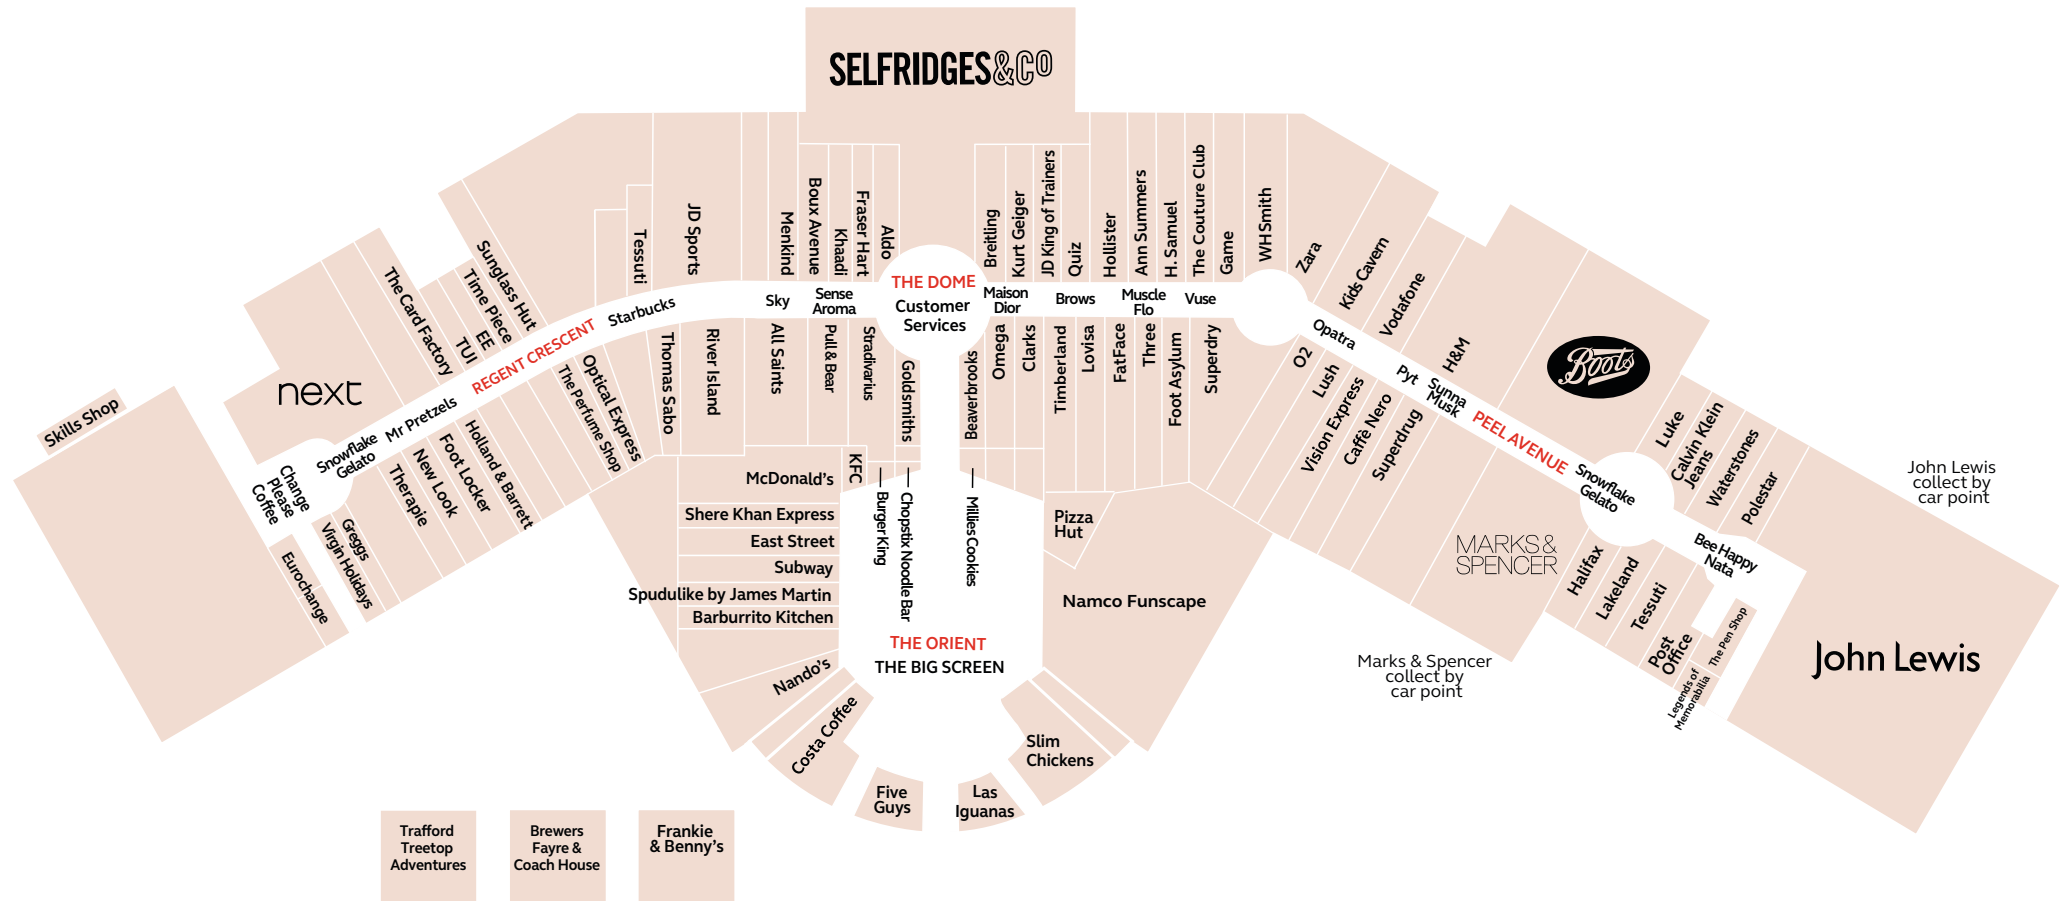 SELFRIDGES&CO
Skills Shop
next
The Card Factory
TUI
EE
Time Piece
Sunglass Hut
Tessuti
JD Sports
Menkind
Boux Avenue
Khaadi
Fraser Hart
Aldo
THE DOME
Customer
Services
Breitling
Kurt Geiger
JD King of Trainers
Quiz
Hollister
Ann Summers
H. Samuel
The Couture Club
Game
WHSmith
Zara
Kids Cavern
Vodafone
H&M
Boots
Luke
Calvin Klein
Jeans
Waterstones
Polestar
John Lewis
collect by
car point
Change
Please
Coffee
Snowflake
Gelato
Mr Pretzels
REGENT CRESCENT
Starbucks
Sky
Sense
Aroma
Maison
Dior
Brows
Muscle
Flo
Vuse
Opatra
Pyt
Sunna
Musk
PEEL AVENUE
Snowflake
Gelato
Bee Happy
Nata
John Lewis
Eurochange
Virgin Holidays
Greggs
Therapie
New Look
Foot Locker
Holland & Barrett
The Perfume Shop
Optical Express
Thomas Sabo
River Island
All Saints
Pull & Bear
Stradivarius
Goldsmiths
Beaverbrooks
Omega
Clarks
Timberland
Lovisa
FatFace
Three
Foot Asylum
Superdry
O2
Lush
Vision Express
Caffè Nero
Superdrug
MARKS &
SPENCER
Halifax
Lakeland
Tessuti
Post
Office
The Pen Shop
Legends of
Memorabilia
Marks & Spencer
collect by
car point
McDonald's
KFC
Burger King
Chopstix Noodle Bar
Millies Cookies
Shere Khan Express
East Street
Subway
Spudulike by James Martin
Barburrito Kitchen
Nando's
Costa Coffee
Five
Guys
Las
Iguanas
Slim
Chickens
Pizza
Hut
Namco Funscape
THE ORIENT
THE BIG SCREEN
Trafford
Treetop
Adventures
Brewers
Fayre &
Coach House
Frankie
& Benny's